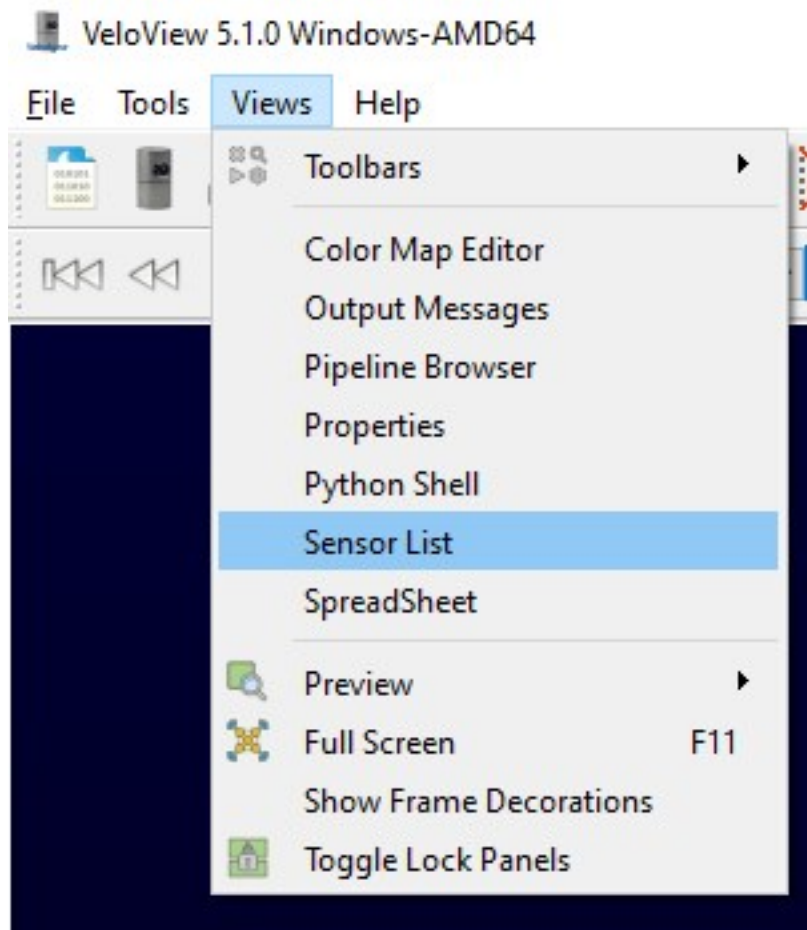 VeloView 5.1.0 Windows-AMD64
File Tools Views Help
Toolbars
Color Map Editor
Output Messages
Pipeline Browser
Properties
Python Shell
Sensor List
SpreadSheet
Preview
Full Screen F11
Show Frame Decorations
Toggle Lock Panels